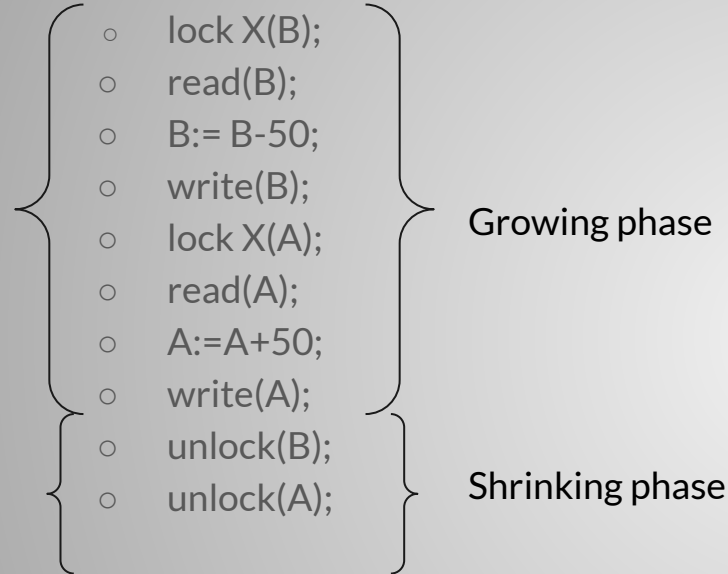 ○ lock X(B);
○ read(B);
○ B:= B-50;
○ write(B);
○ lock X(A);
Growing phase
○ read(A);
○ A:=A+50;
○ write(A);
○ unlock(B);
○ unlock(A);
Shrinking phase